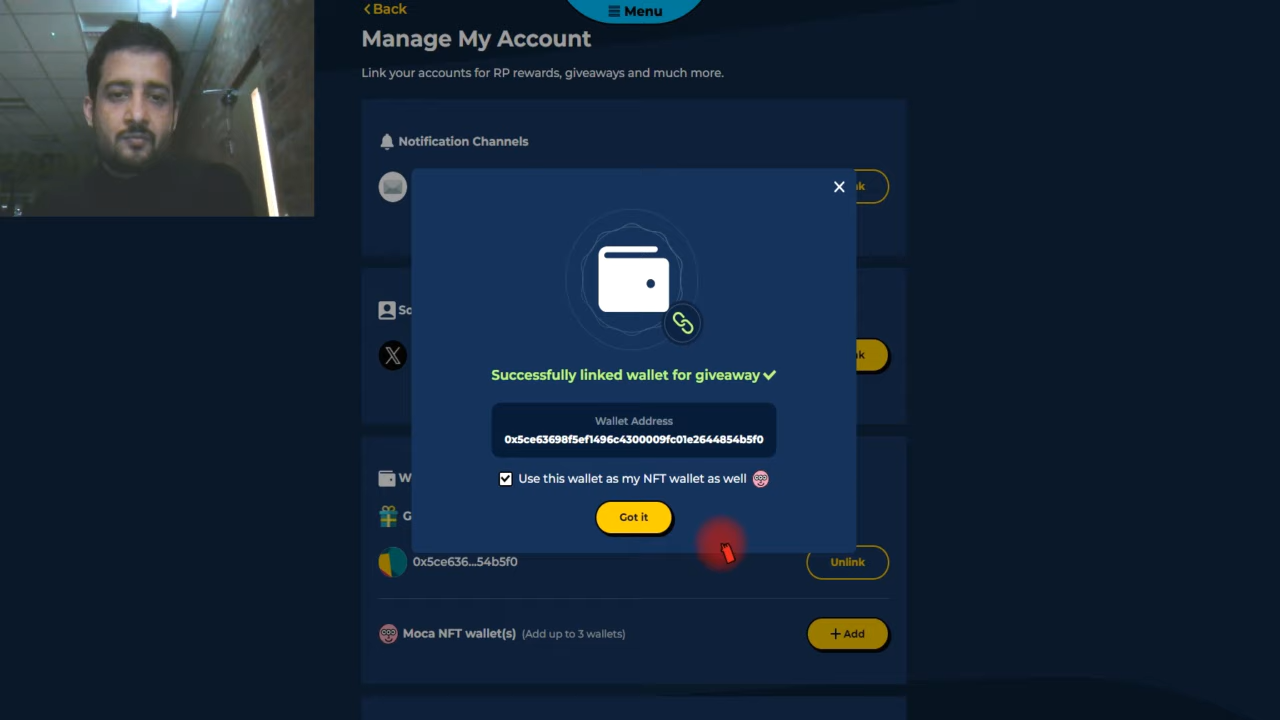 Back
Menu
Manage My Account
Link your accounts for RP rewards, giveaways and much more.
Notification Channels
k
Successfully linked wallet for giveaway
So
X
k
Wallet Address
0x5ce63698f5ef1496c4300009fc01e2644854b5f0
W
Use this wallet as my NFT wallet as well
G
Got it
0x5ce636...54b5f0
Unlink
Moca NFT wallet(s) (Add up to 3 wallets)
+ Add